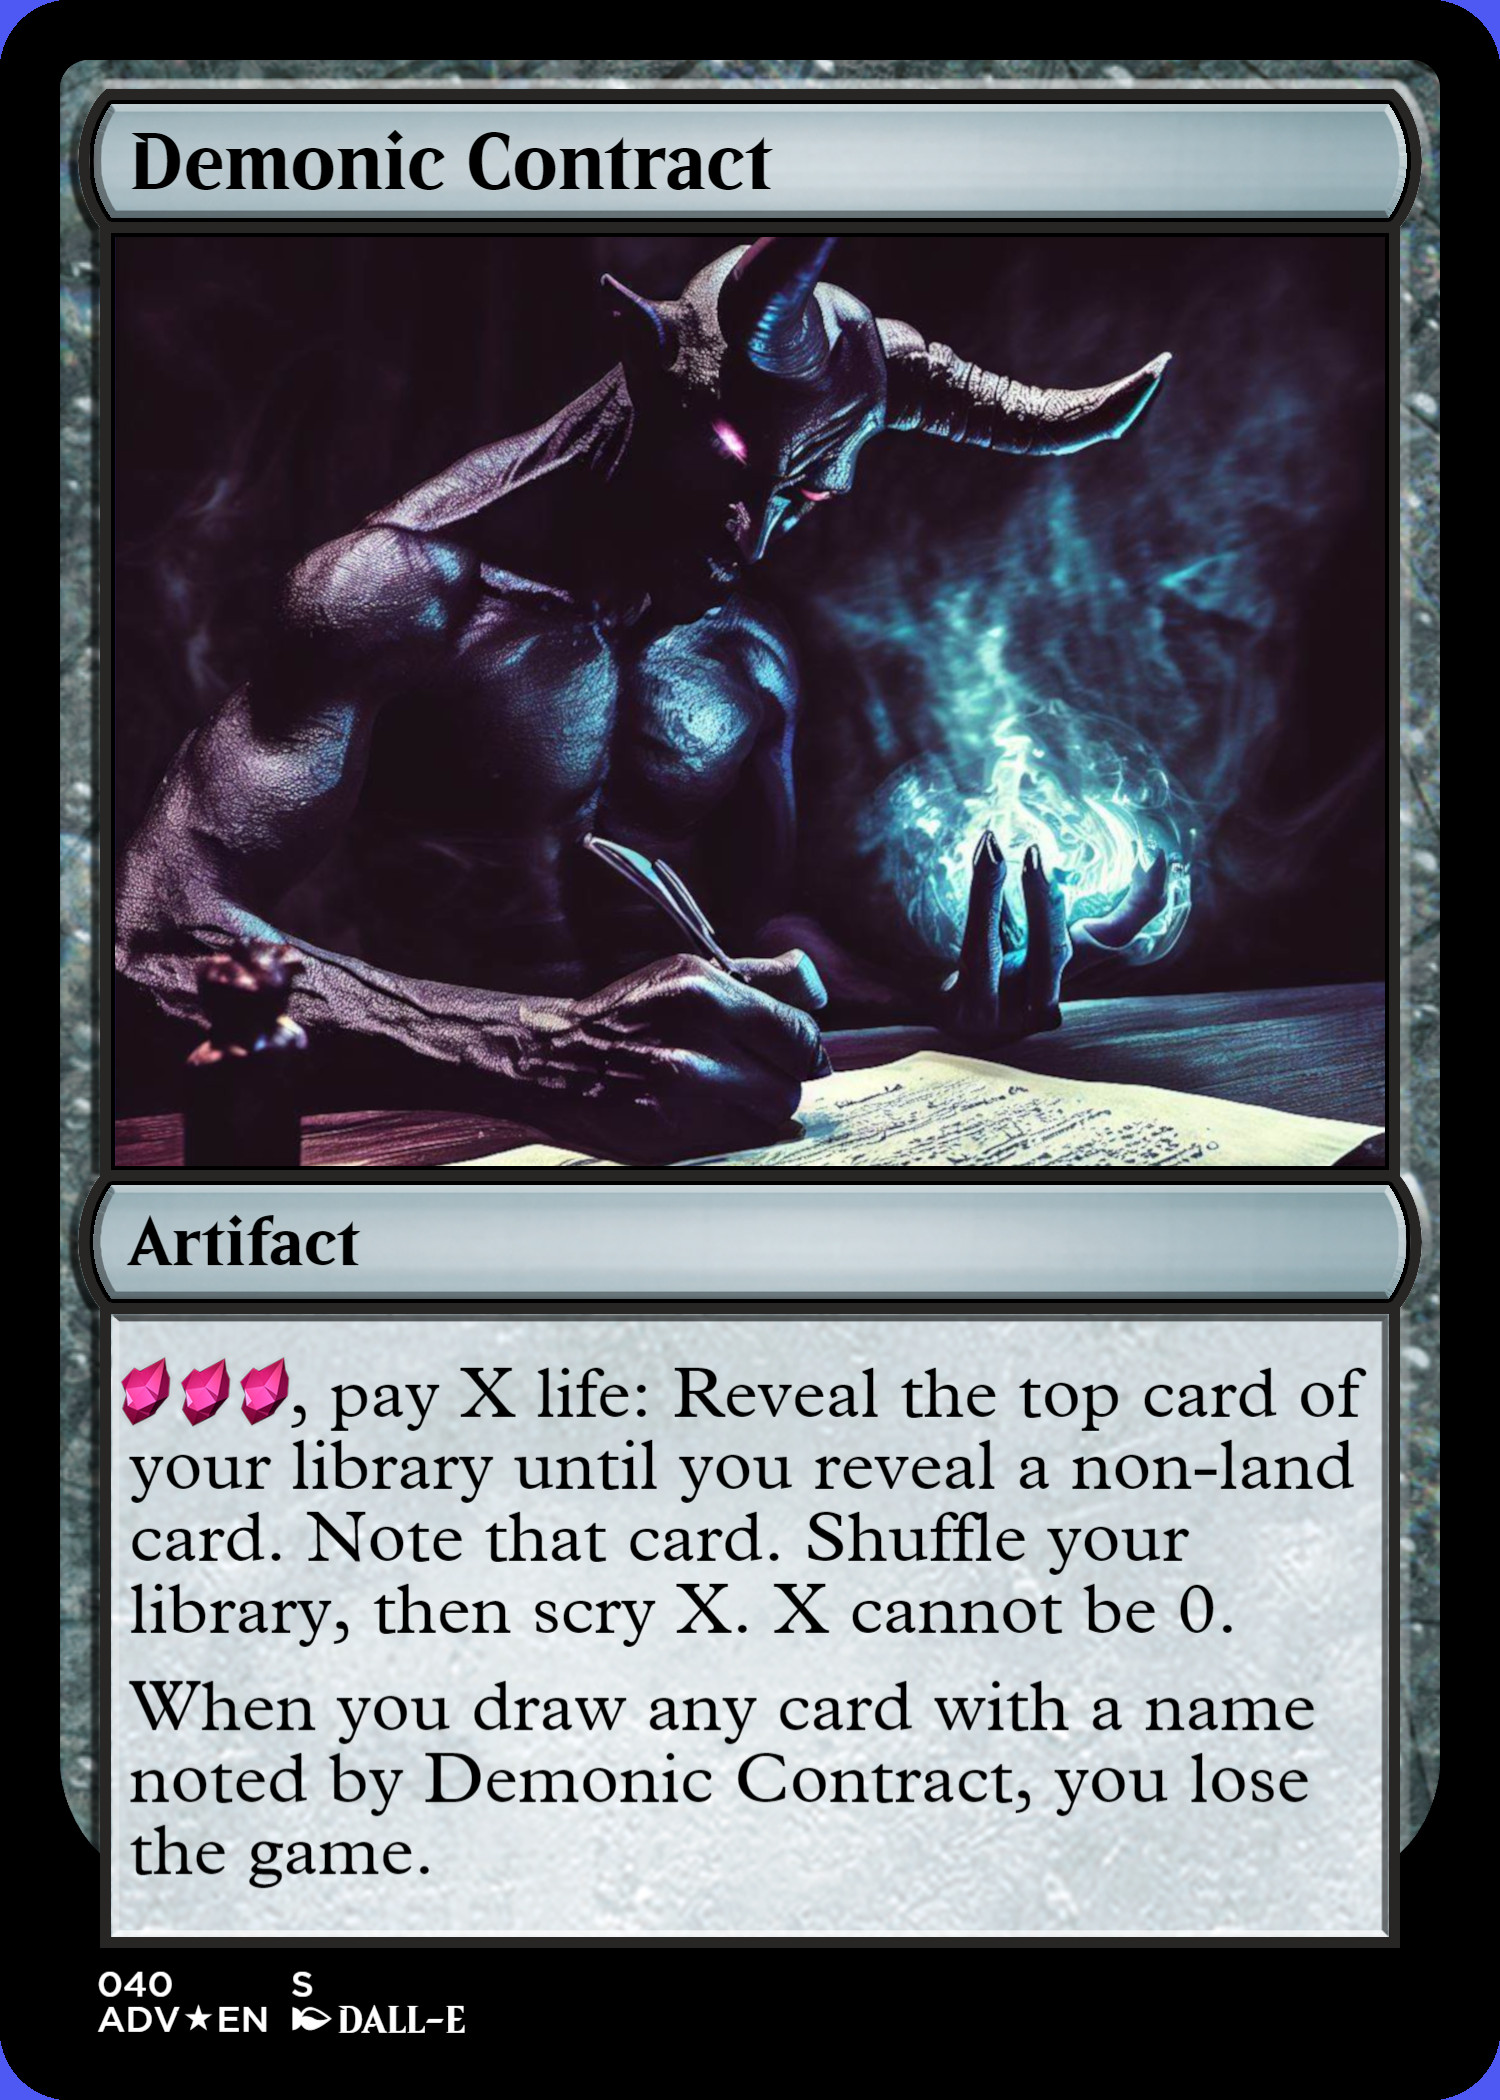 Demonic Contract
Artifact
, pay X life: Reveal the top card of
your library until you reveal a non-land
card. Note that card. Shuffle your
library, then scry X. X cannot be 0.
When you draw any card with a name
noted by Demonic Contract, you lose
the game.
040 S
ADV★EN DALL-E